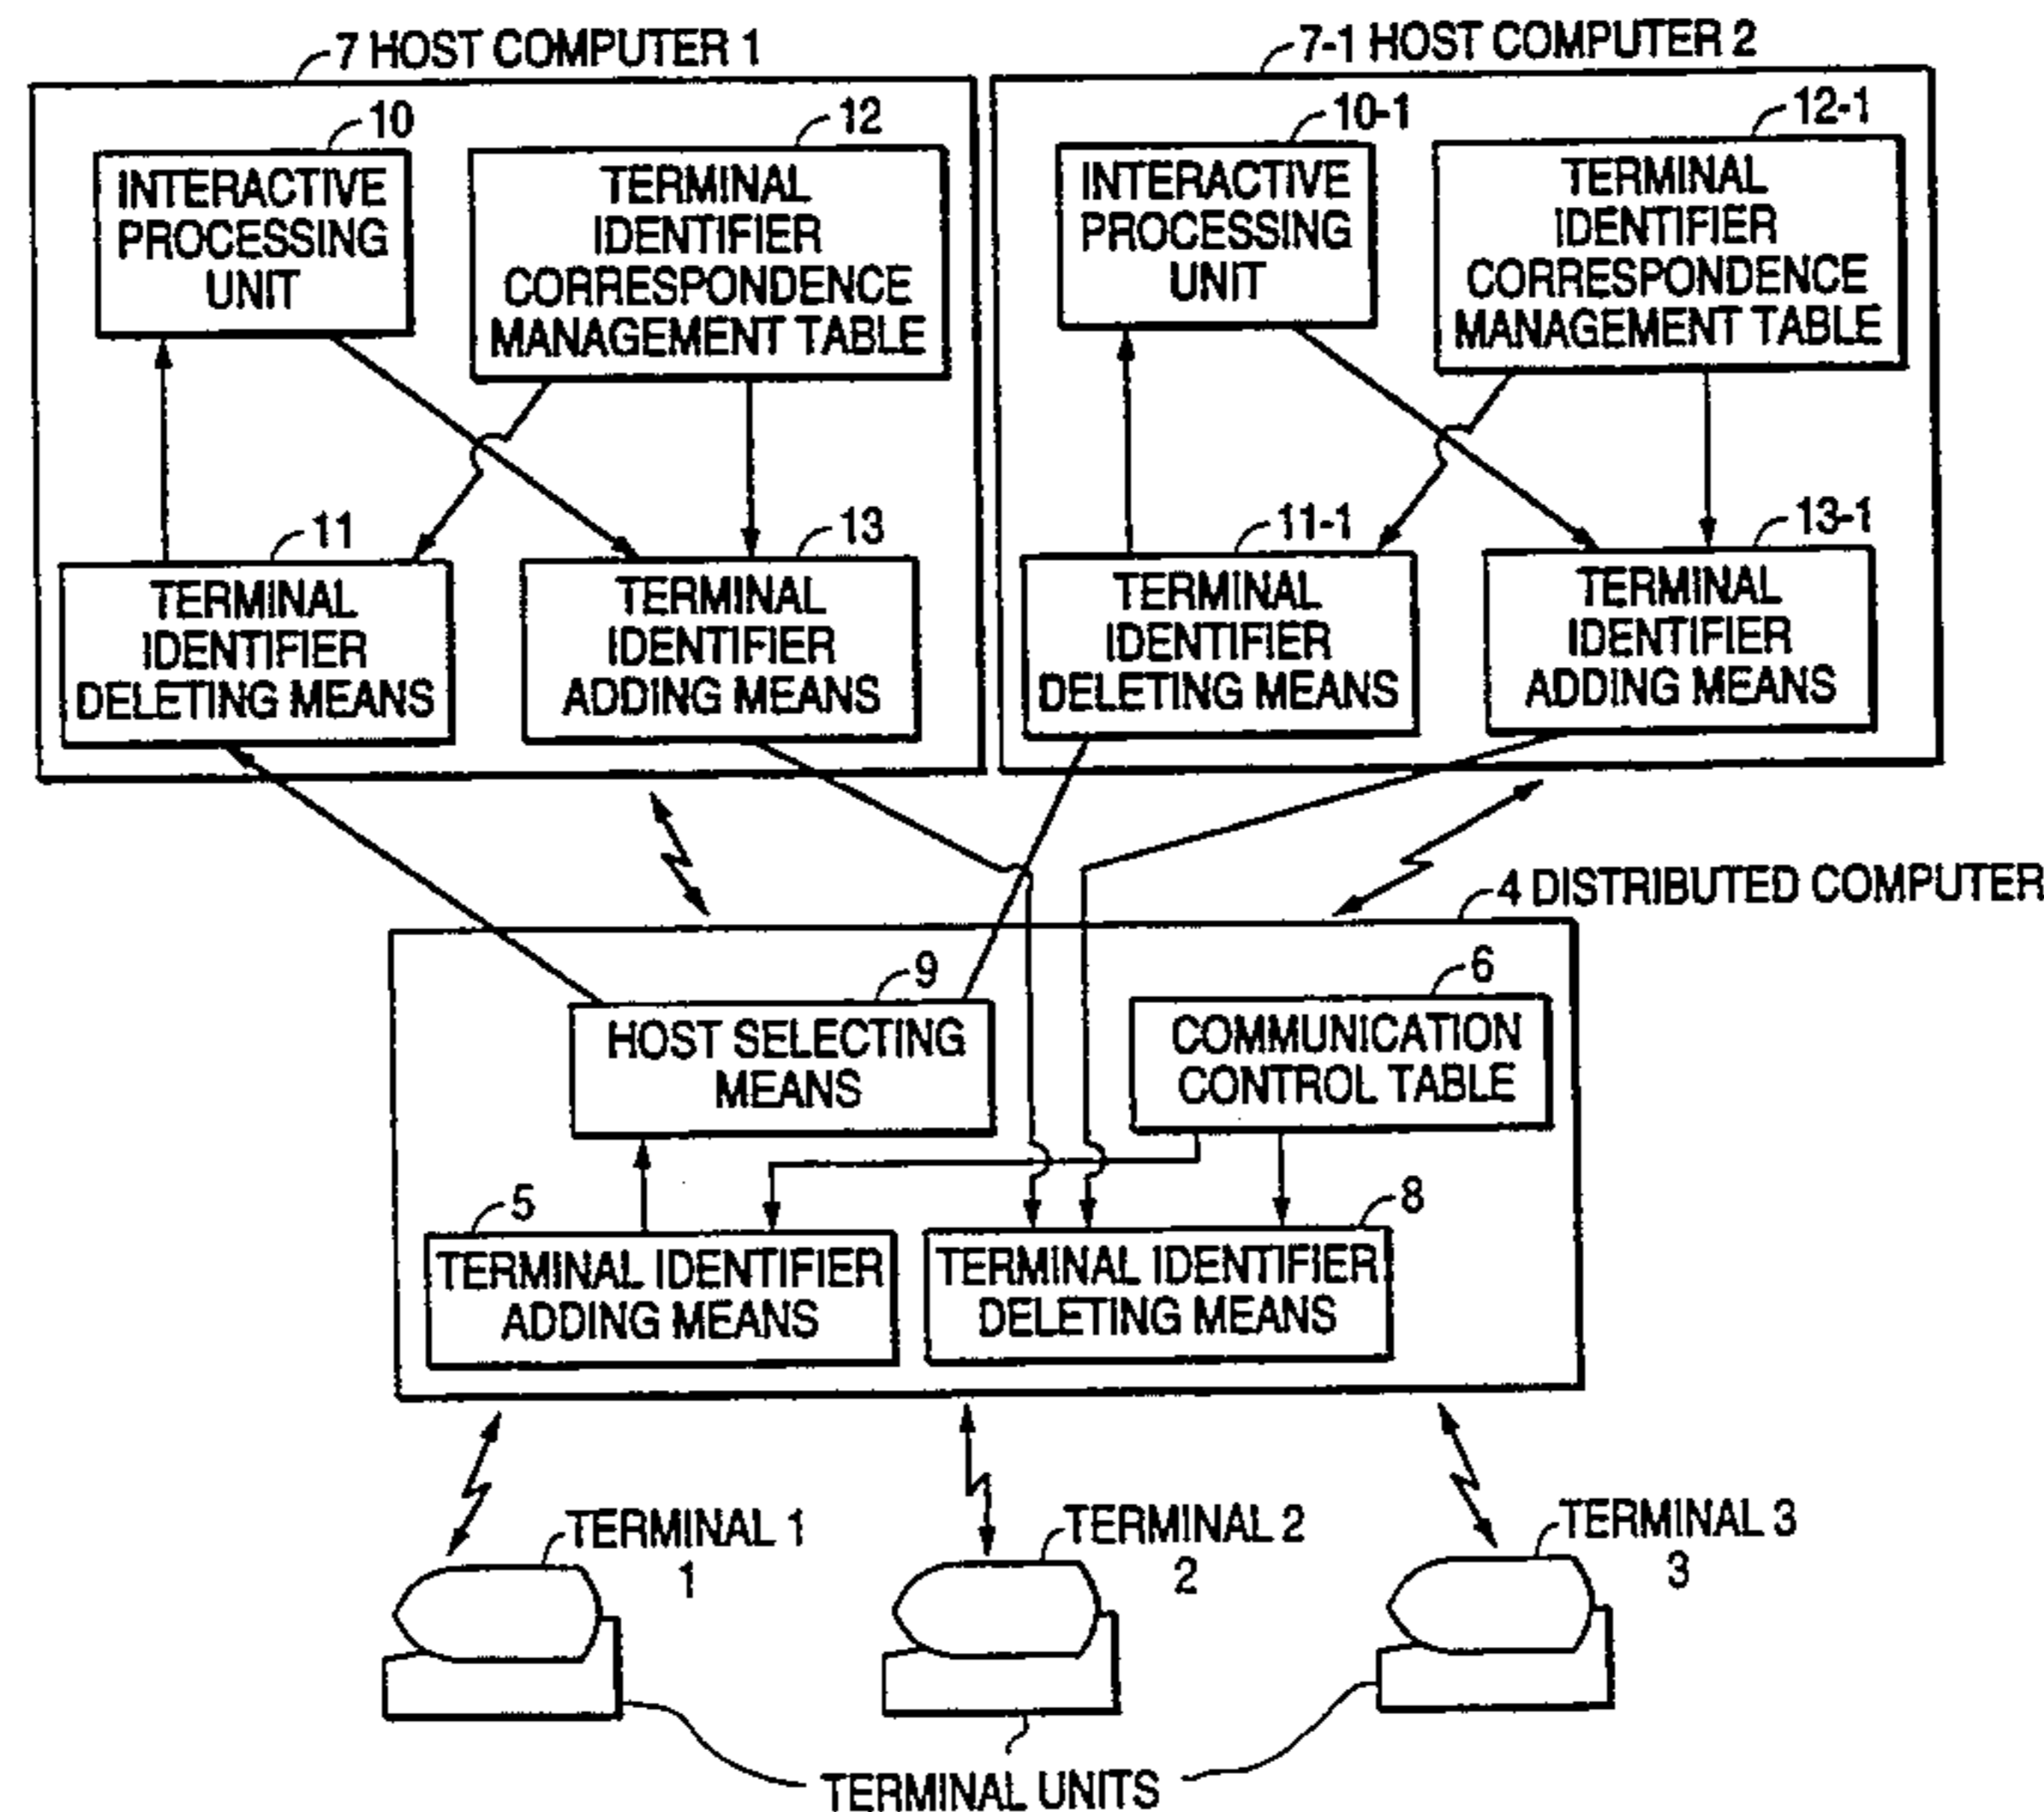 7 HOST COMPUTER 1
7-1 HOST COMPUTER 2
10
12
10-1
12-1
INTERACTIVE
PROCESSING
UNIT
TERMINAL
IDENTIFIER
CORRESPONDENCE
MANAGEMENT TABLE
INTERACTIVE
PROCESSING
UNIT
TERMINAL
IDENTIFIER
CORRESPONDENCE
MANAGEMENT TABLE
11
13
11-1
13-1
TERMINAL
IDENTIFIER
DELETING MEANS
TERMINAL
IDENTIFIER
ADDING MEANS
TERMINAL
IDENTIFIER
DELETING MEANS
TERMINAL
IDENTIFIER
ADDING MEANS
4 DISTRIBUTED COMPUTER
9
6
HOST SELECTING
MEANS
COMMUNICATION
CONTROL TABLE
5
8
TERMINAL IDENTIFIER
ADDING MEANS
TERMINAL IDENTIFIER
DELETING MEANS
TERMINAL 1
1
TERMINAL 2
2
TERMINAL 3
3
TERMINAL UNITS